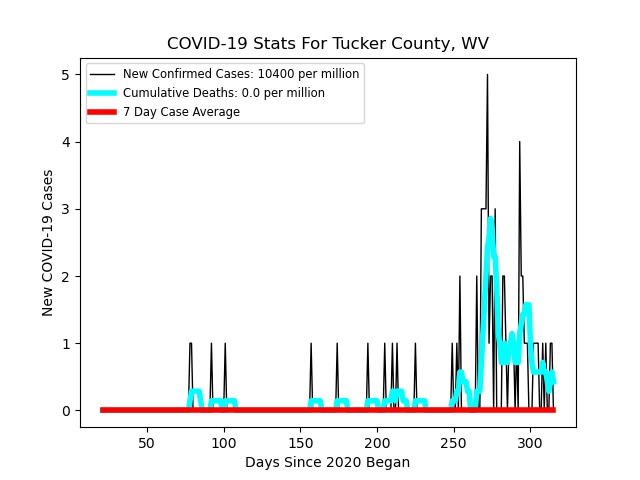 COVID-19 Stats For Tucker County, WV
New Confirmed Cases: 10400 per million
Cumulative Deaths: 0.0 per million
7 Day Case Average
New COVID-19 Cases
5
4
3
2
1
0
50 100 150 200 250 300
Days Since 2020 Began